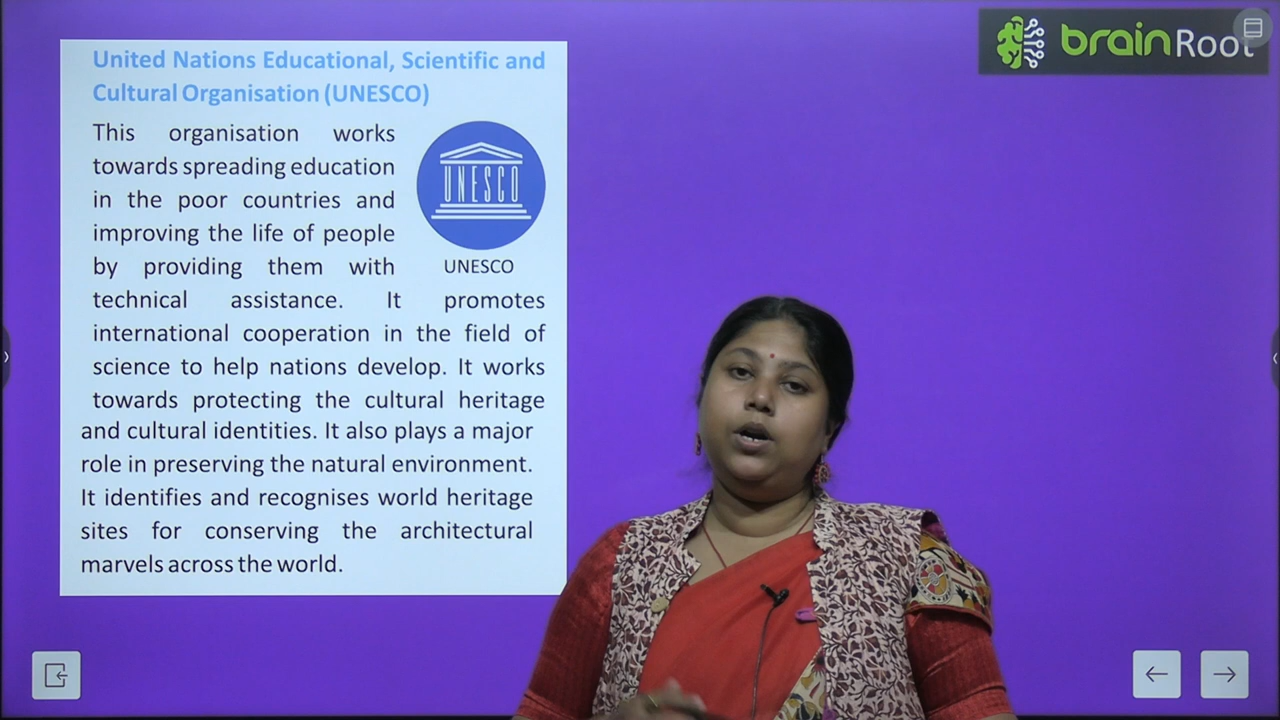 United Nations Educational, Scientific and
Cultural Organisation (UNESCO)
This organisation works
towards spreading education
in the poor countries and
improving the life of people
by providing them with
technical assistance. It promotes
international cooperation in the field of
science to help nations develop. It works
towards protecting the cultural heritage
and cultural identities. It also plays a major
role in preserving the natural environment.
It identifies and recognises world heritage
sites for conserving the architectural
marvels across the world.
UNESCO
UNESCO
brainRoot